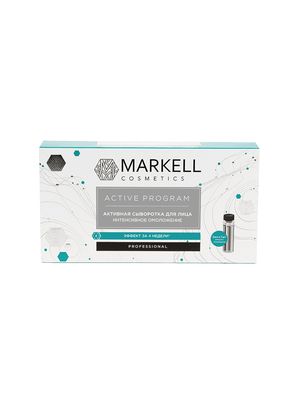 MARKELL
COSMETICS
ACTIVE PROGRAM
АКТИВНАЯ СЫВОРОТКА ДЛЯ ЛИЦА
ИНТЕНСИВНОЕ ОМОЛОЖЕНИЕ
ЭФФЕКТ ЗА 4 НЕДЕЛИ*
PROFESSIONAL